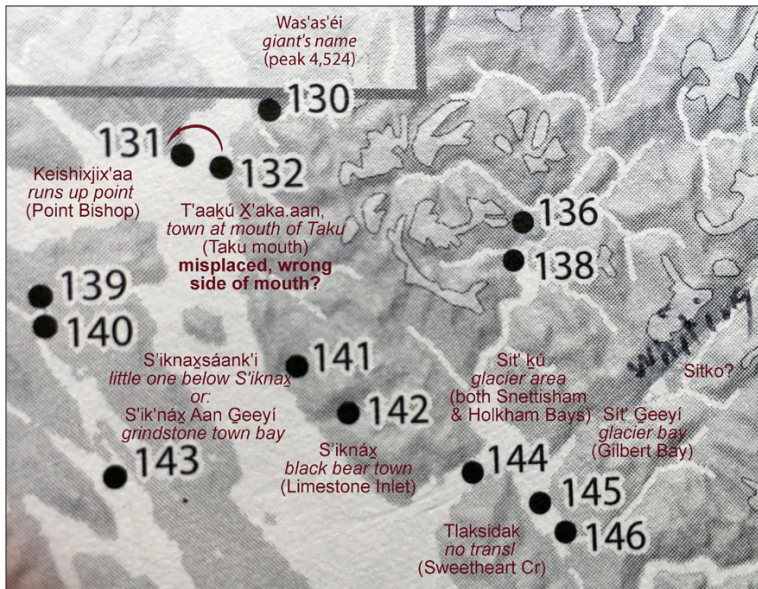 Was'as'éi
giant's name
(peak 4,524)
130
131
132
Keishixjix'aa
runs up point
(Point Bishop)
T'aaḵú X̱'aka.aan,
town at mouth of Taku
(Taku mouth)
misplaced, wrong
side of mouth?
136
138
139
140
whiting
Sitko?
S'iknax̱sáank'i
little one below S'iknax̱
or:
S'ik'náx̱ Aan G̱eeyí
grindstone town bay
141
142
Sít' ḵú
glacier area
(both Snettisham
& Holkham Bays)
Sít' G̱eeyí
glacier bay
(Gilbert Bay)
S'iknáx̱
black bear town
(Limestone Inlet)
143
144
145
146
Tlaksidak
no transl
(Sweetheart Cr)